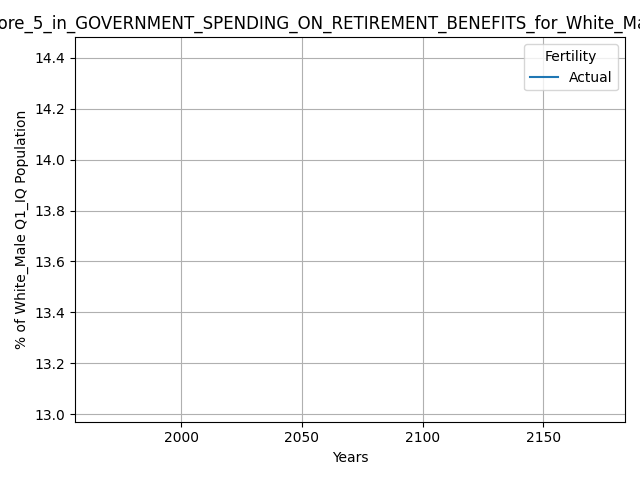 ore_5_in_GOVERNMENT_SPENDING_ON_RETIREMENT_BENEFITS_for_White_Ma
Fertility
Actual
% of White_Male Q1_IQ Population
14.4
14.2
14.0
13.8
13.6
13.4
13.2
13.0
2000
2050
2100
2150
Years